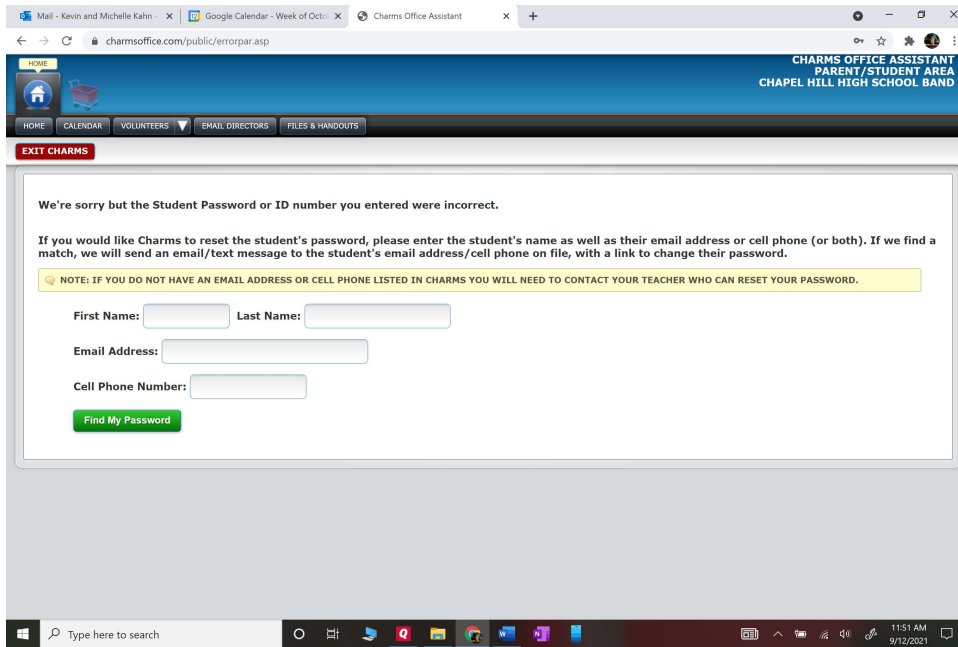 Mail - Kevin and Michelle Kahn -
Google Calendar - Week of Octo
Charms Office Assistant
charmsoffice.com/public/errorpar.asp
HOME
CHARMS OFFICE ASSISTANT
PARENT/STUDENT AREA
CHAPEL HILL HIGH SCHOOL BAND
HOME CALENDAR VOLUNTEERS EMAIL DIRECTORS FILES & HANDOUTS
EXIT CHARMS
We're sorry but the Student Password or ID number you entered were incorrect.
If you would like Charms to reset the student's password, please enter the student's name as well as their email address or cell phone (or both). If we find a
match, we will send an email/text message to the student's email address/cell phone on file, with a link to change their password.
NOTE: IF YOU DO NOT HAVE AN EMAIL ADDRESS OR CELL PHONE LISTED IN CHARMS YOU WILL NEED TO CONTACT YOUR TEACHER WHO CAN RESET YOUR PASSWORD.
First Name: Last Name:
Email Address:
Cell Phone Number:
Find My Password
Type here to search
11:51 AM
9/12/2021